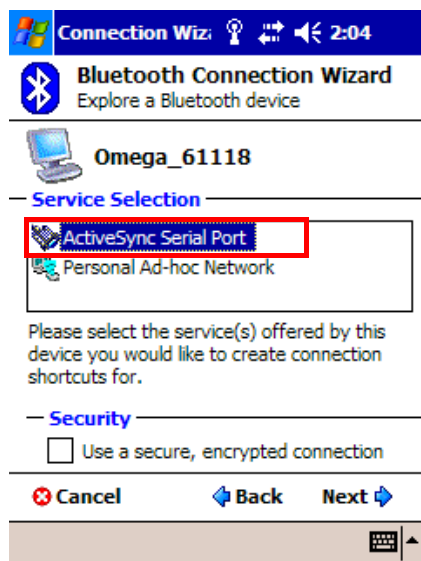 Connection Wiz 2:04
Bluetooth Connection Wizard
Explore a Bluetooth device
Omega_61118
Service Selection
ActiveSync Serial Port
Personal Ad-hoc Network
Please select the service(s) offered by this
device you would like to create connection
shortcuts for.
Security
Use a secure, encrypted connection
Cancel Back Next